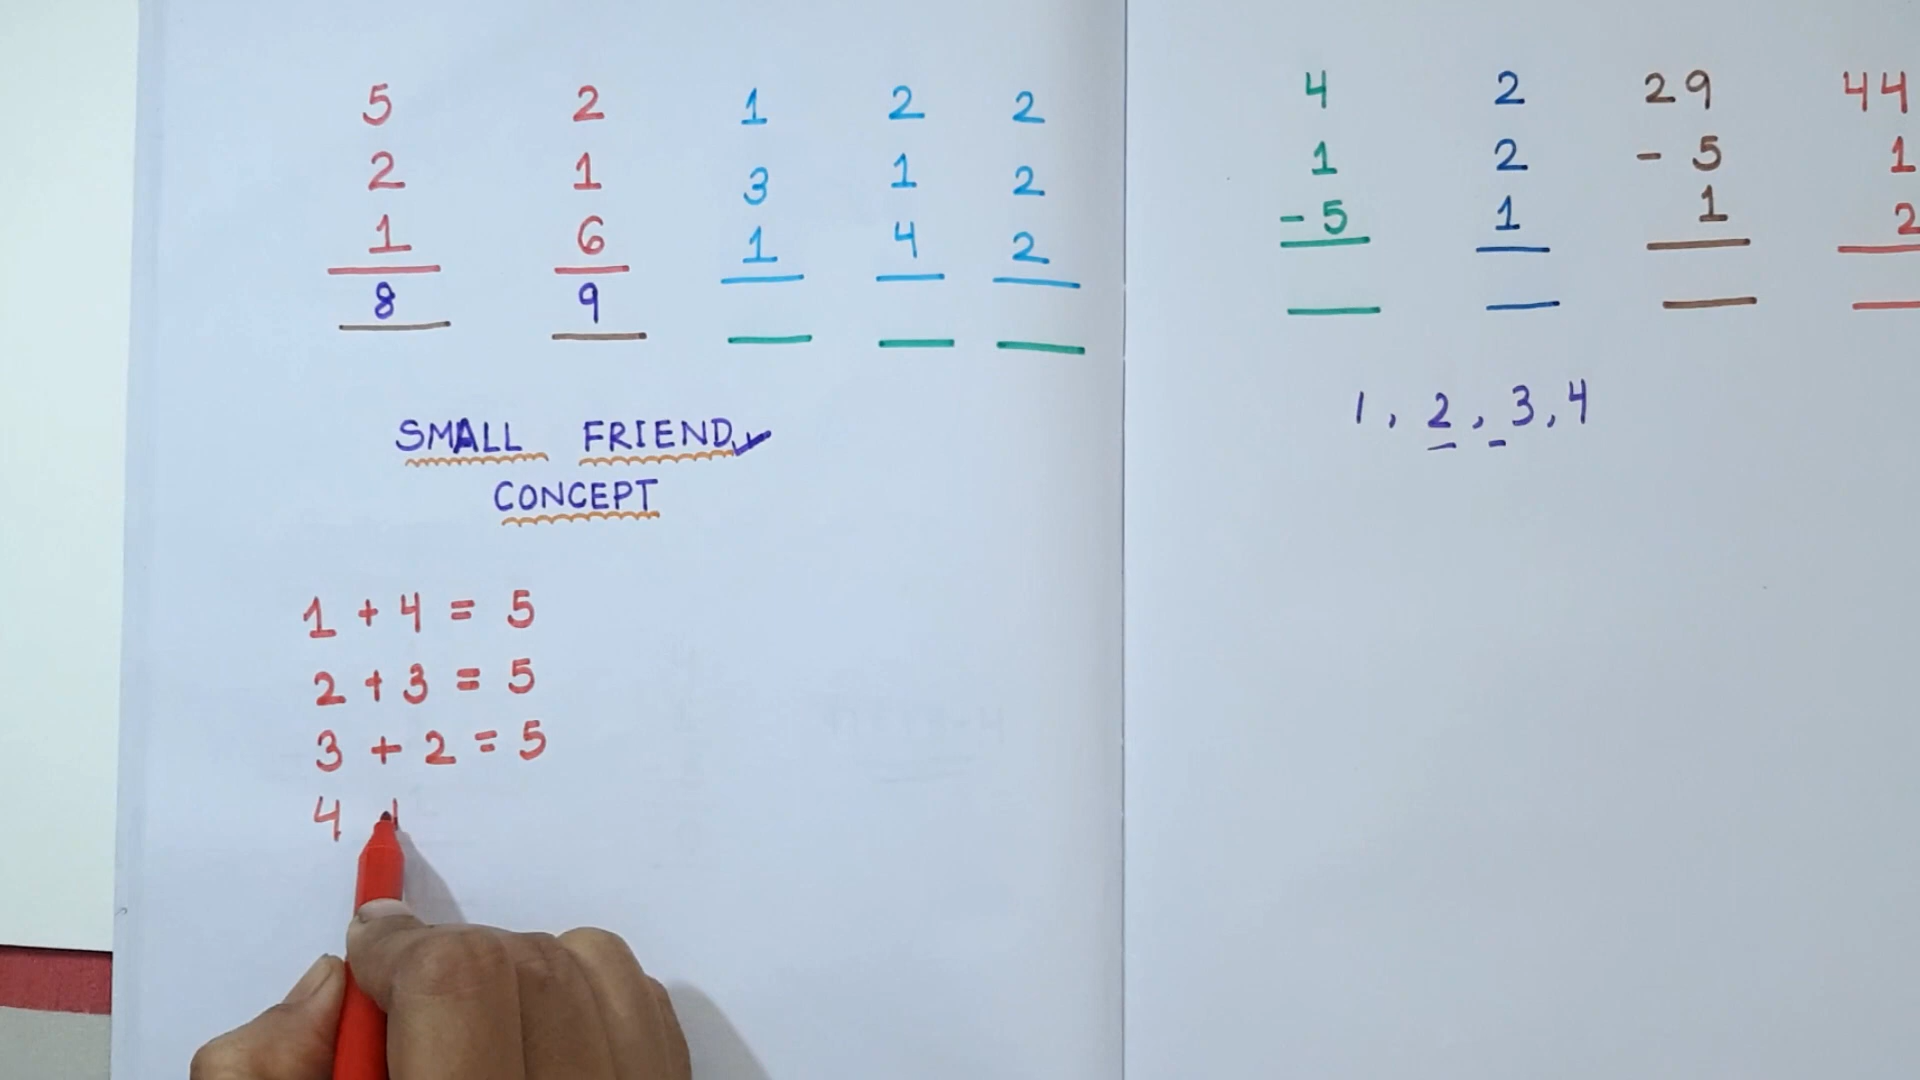 5 2 1 2 2
2 1 3 1 2
1 6 1 4 2
8 9
SMALL FRIEND
CONCEPT
1 + 4 = 5
2 + 3 = 5
3 + 2 = 5
4
4 2 29 44
1 2 - 5 1
- 5 1 1 2
1, 2, 3, 4